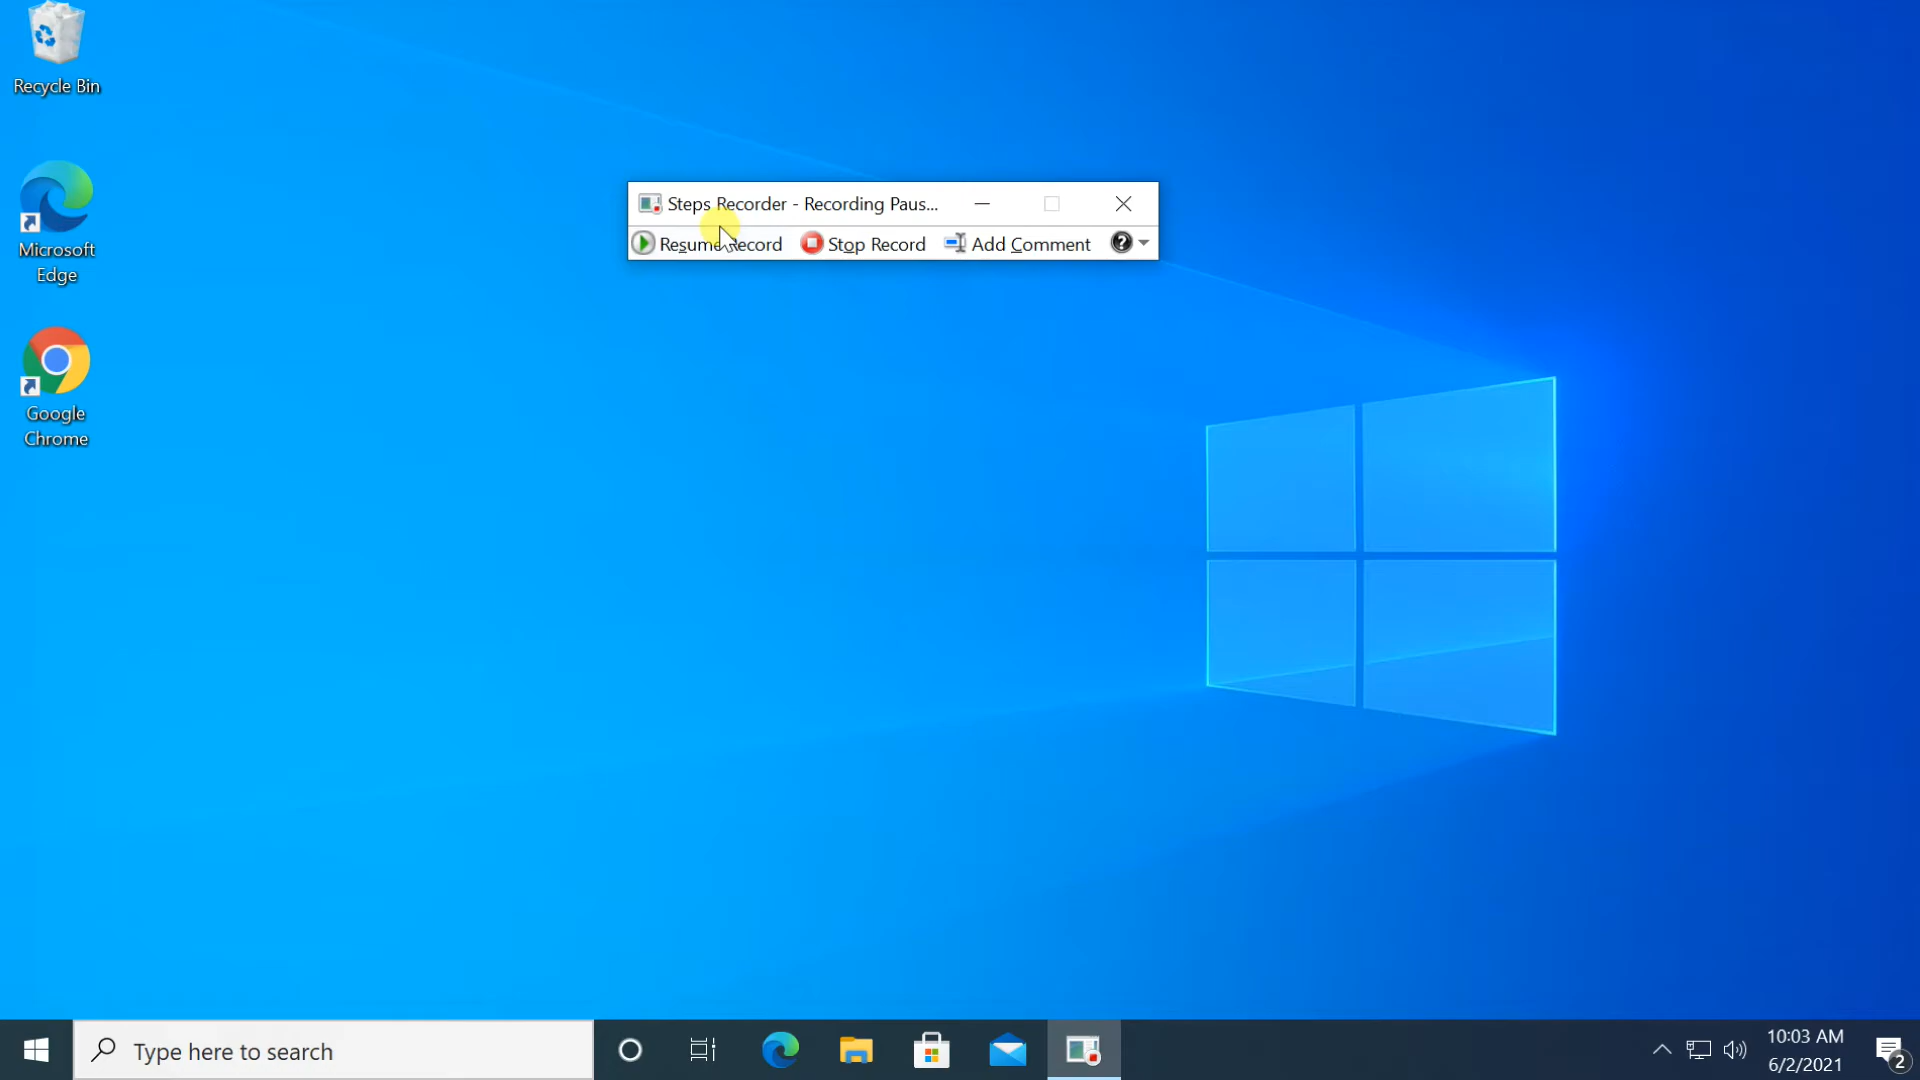 Recycle Bin
Microsoft
Edge
Google
Chrome
Steps Recorder - Recording Paus...
Resume Record
Stop Record
Add Comment
Type here to search
10:03 AM
6/2/2021
2